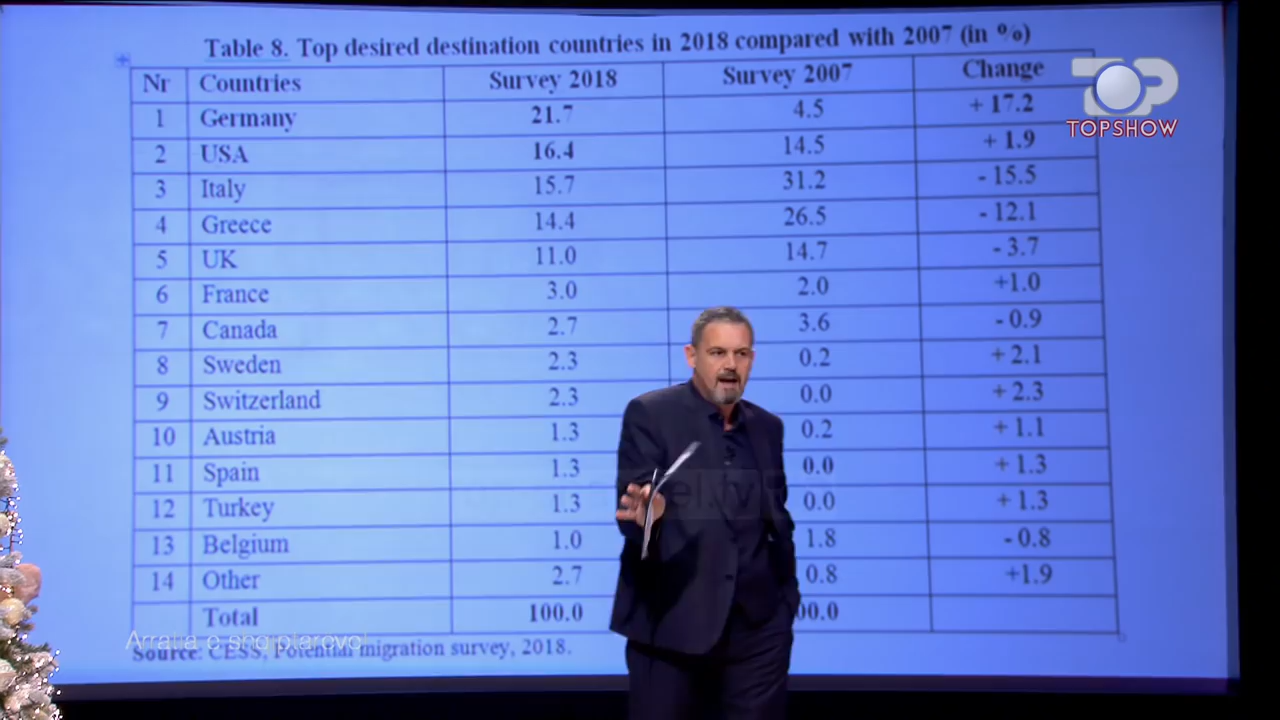 Table 8. Top desired destination countries in 2018 compared with 2007 (in %)
Nr Countries Survey 2018 Survey 2007 Change
1 Germany 21.7 4.5 + 17.2
2 USA 16.4 14.5 + 1.9
3 Italy 15.7 31.2 - 15.5
4 Greece 14.4 26.5 - 12.1
5 UK 11.0 14.7 - 3.7
6 France 3.0 2.0 +1.0
7 Canada 2.7 3.6 - 0.9
8 Sweden 2.3 0.2 + 2.1
9 Switzerland 2.3 0.0 + 2.3
10 Austria 1.3 0.2 + 1.1
11 Spain 1.3 0.0 + 1.3
12 Turkey 1.3 0.0 + 1.3
13 Belgium 1.0 1.8 - 0.8
14 Other 2.7 0.8 +1.9
Total 100.0 00.0
Source: CESS, Potential migration survey, 2018.
TOP
TOPSHOW